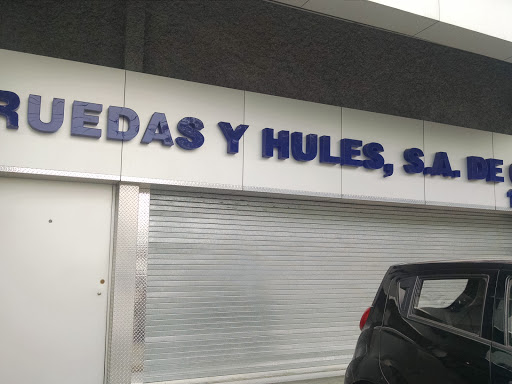 RUEDAS Y HULES, S.A. DE